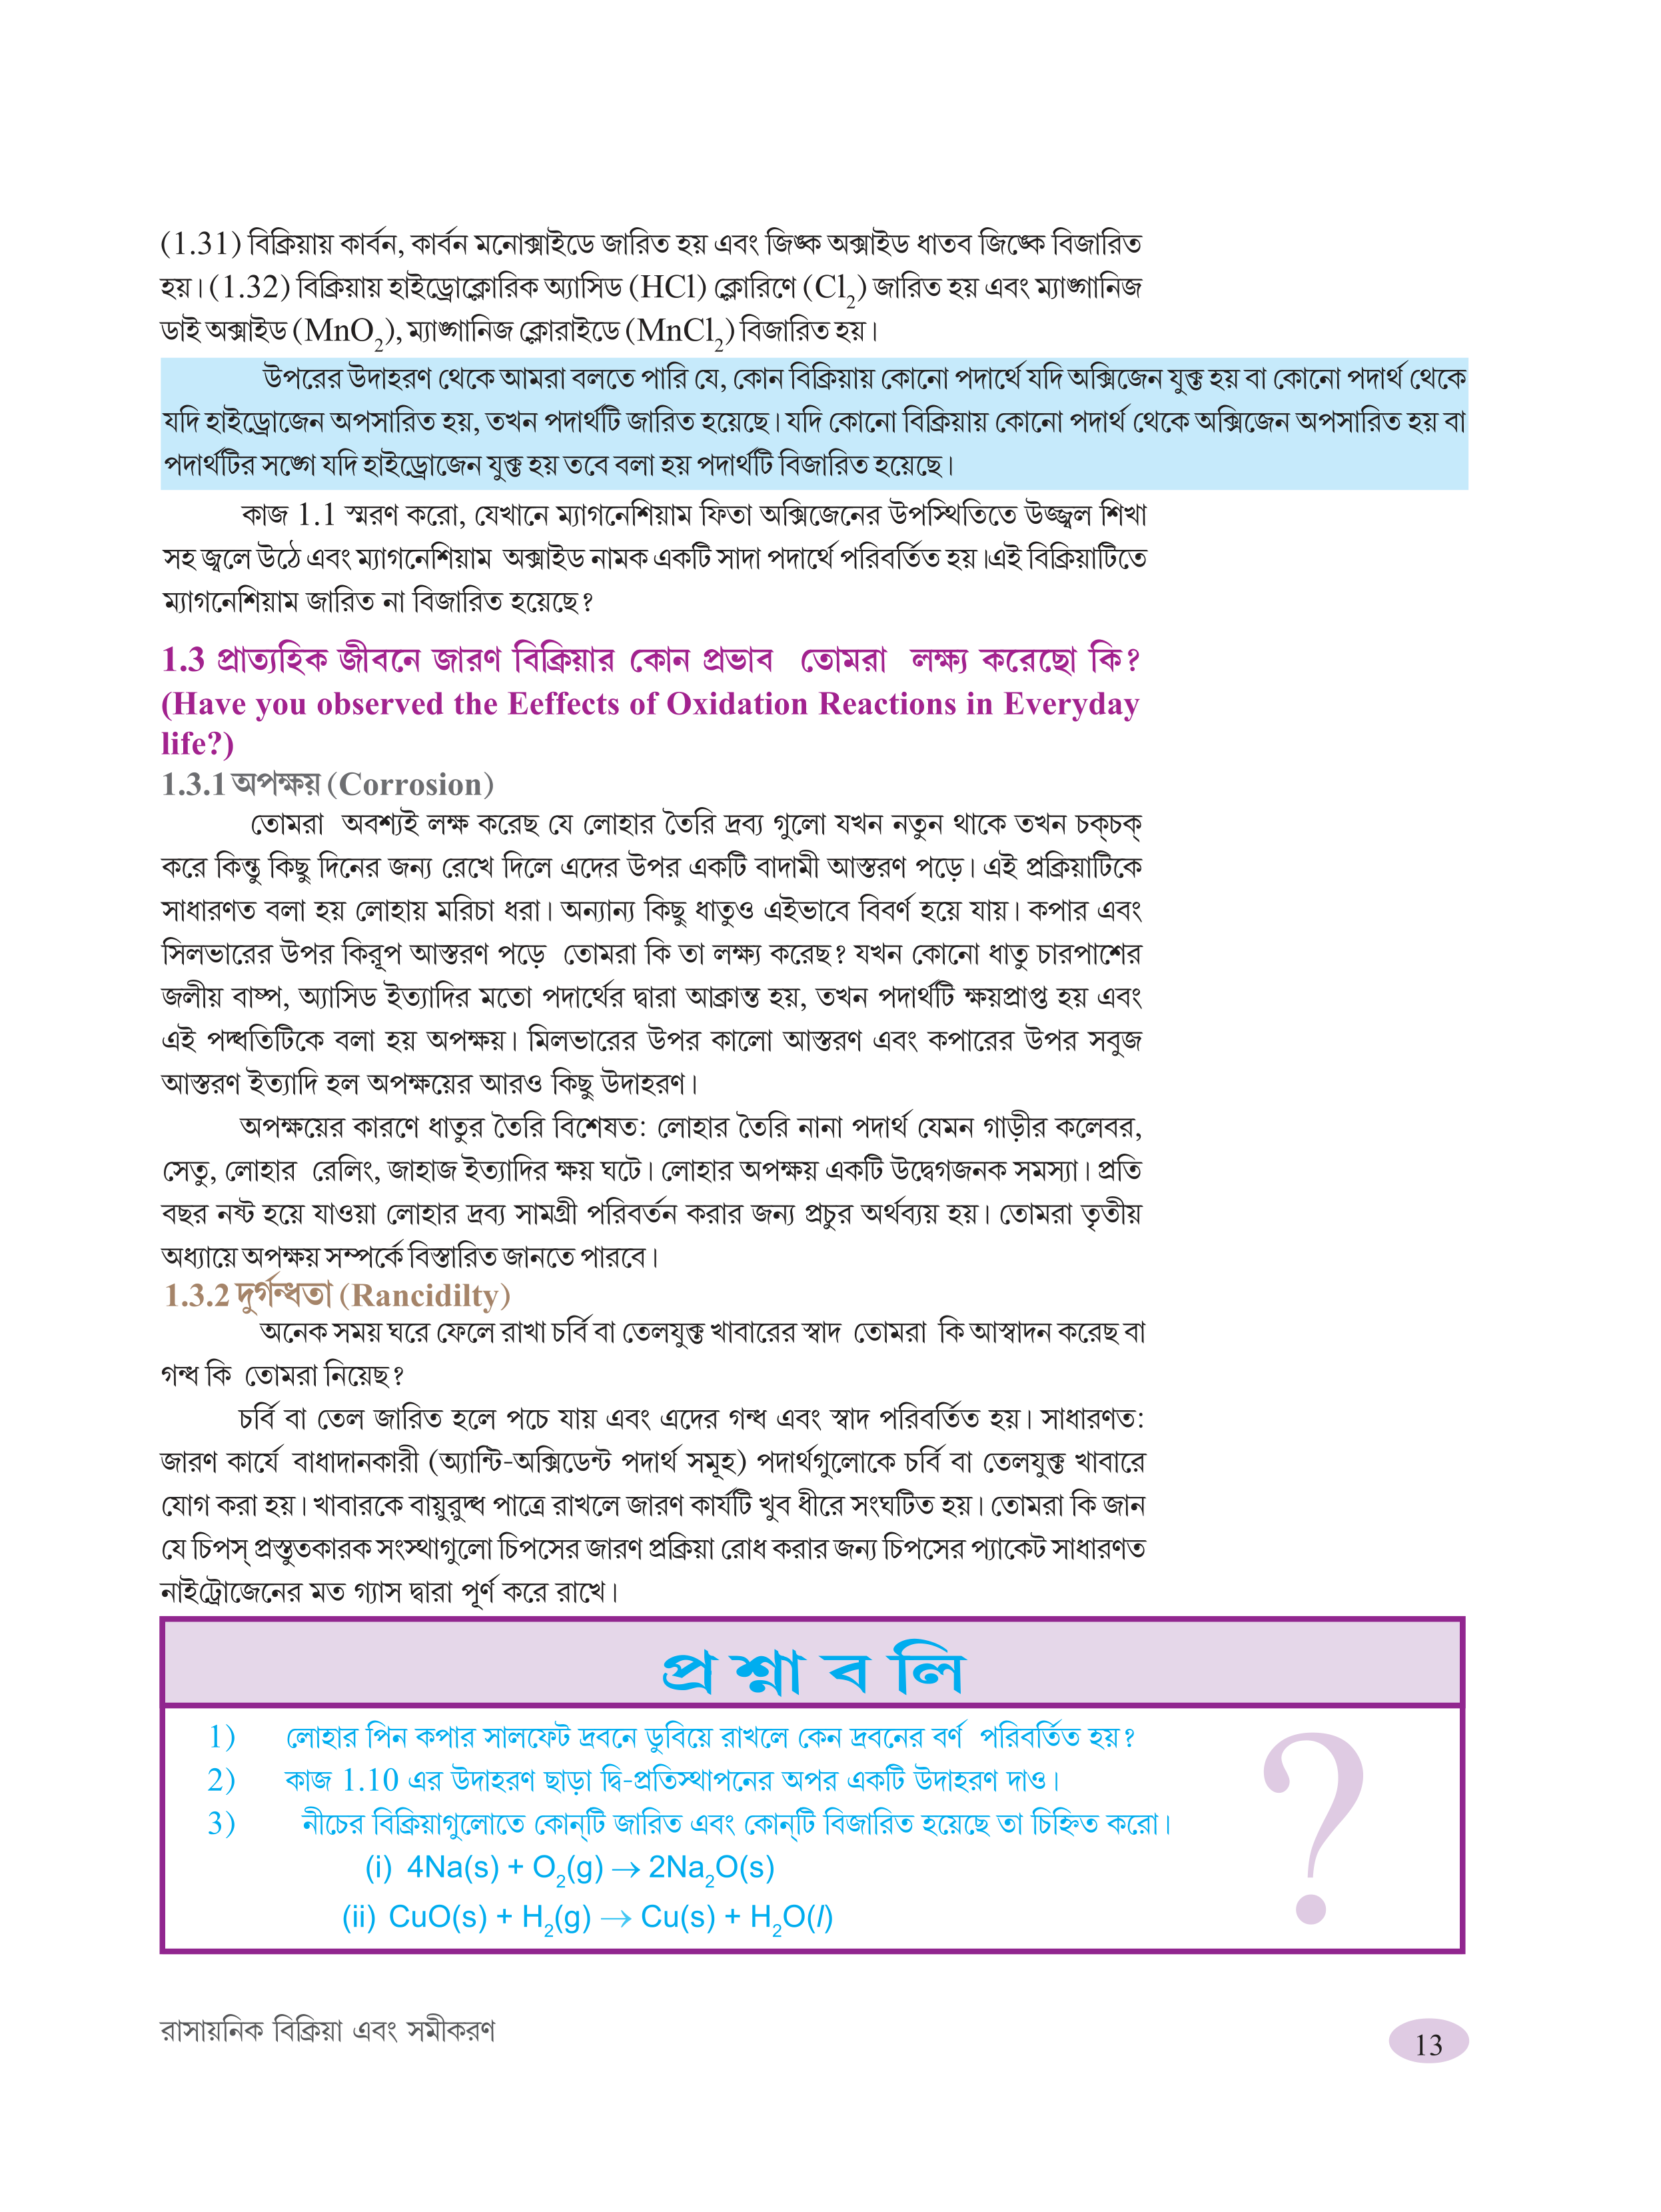 (1.31) বিক্রিয়ায় কার্বন, কার্বন মনোক্সাইডে জারিত হয় এবং জিঙ্ক অক্সাইড ধাতব জিঙ্কে বিজারিত
হয়। (1.32) বিক্রিয়ায় হাইড্রোক্লোরিক অ্যাসিড (HCl) ক্লোরিণে (Cl₂) জারিত হয় এবং ম্যাঙ্গানিজ
ডাই অক্সাইড (MnO₂), ম্যাঙ্গানিজ ক্লোরাইডে (MnCl₂) বিজারিত হয়।
উপরের উদাহরণ থেকে আমরা বলতে পারি যে, কোন বিক্রিয়ায় কোনো পদার্থে যদি অক্সিজেন যুক্ত হয় বা কোনো পদার্থ থেকে
যদি হাইড্রোজেন অপসারিত হয়, তখন পদার্থটি জারিত হয়েছে। যদি কোনো বিক্রিয়ায় কোনো পদার্থ থেকে অক্সিজেন অপসারিত হয় বা
পদার্থটির সঙ্গে যদি হাইড্রোজেন যুক্ত হয় তবে বলা হয় পদার্থটি বিজারিত হয়েছে।
কাজ 1.1 স্মরণ করো, যেখানে ম্যাগনেশিয়াম ফিতা অক্সিজেনের উপস্থিতিতে উজ্জ্বল শিখা
সহ জ্বলে উঠে এবং ম্যাগনেশিয়াম অক্সাইড নামক একটি সাদা পদার্থে পরিবর্তিত হয়।এই বিক্রিয়াটিতে
ম্যাগনেশিয়াম জারিত না বিজারিত হয়েছে?
1.3 প্রাত্যহিক জীবনে জারণ বিক্রিয়ার কোন প্রভাব তোমরা লক্ষ্য করেছো কি?
(Have you observed the Eeffects of Oxidation Reactions in Everyday
life?)
1.3.1 অপক্ষয় (Corrosion)
তোমরা অবশ্যই লক্ষ করেছ যে লোহার তৈরি দ্রব্য গুলো যখন নতুন থাকে তখন চক্‌চক্‌
করে কিন্তু কিছু দিনের জন্য রেখে দিলে এদের উপর একটি বাদামী আস্তরণ পড়ে। এই প্রক্রিয়াটিকে
সাধারণত বলা হয় লোহায় মরিচা ধরা। অন্যান্য কিছু ধাতুও এইভাবে বিবর্ণ হয়ে যায়। কপার এবং
সিলভারের উপর কিরূপ আস্তরণ পড়ে তোমরা কি তা লক্ষ্য করেছ? যখন কোনো ধাতু চারপাশের
জলীয় বাষ্প, অ্যাসিড ইত্যাদির মতো পদার্থের দ্বারা আক্রান্ত হয়, তখন পদার্থটি ক্ষয়প্রাপ্ত হয় এবং
এই পদ্ধতিটিকে বলা হয় অপক্ষয়। মিলভারের উপর কালো আস্তরণ এবং কপারের উপর সবুজ
আস্তরণ ইত্যাদি হল অপক্ষয়ের আরও কিছু উদাহরণ।
অপক্ষয়ের কারণে ধাতুর তৈরি বিশেষত: লোহার তৈরি নানা পদার্থ যেমন গাড়ীর কলেবর,
সেতু, লোহার রেলিং, জাহাজ ইত্যাদির ক্ষয় ঘটে। লোহার অপক্ষয় একটি উদ্বেগজনক সমস্যা। প্রতি
বছর নষ্ট হয়ে যাওয়া লোহার দ্রব্য সামগ্রী পরিবর্তন করার জন্য প্রচুর অর্থব্যয় হয়। তোমরা তৃতীয়
অধ্যায়ে অপক্ষয় সম্পর্কে বিস্তারিত জানতে পারবে।
1.3.2 দুর্গন্ধতা (Rancidilty)
অনেক সময় ঘরে ফেলে রাখা চর্বি বা তেলযুক্ত খাবারের স্বাদ তোমরা কি আস্বাদন করেছ বা
গন্ধ কি তোমরা নিয়েছ?
চর্বি বা তেল জারিত হলে পচে যায় এবং এদের গন্ধ এবং স্বাদ পরিবর্তিত হয়। সাধারণত:
জারণ কার্যে বাধাদানকারী (অ্যান্টি-অক্সিডেন্ট পদার্থ সমূহ) পদার্থগুলোকে চর্বি বা তেলযুক্ত খাবারে
যোগ করা হয়। খাবারকে বায়ুরুদ্ধ পাত্রে রাখলে জারণ কার্যটি খুব ধীরে সংঘটিত হয়। তোমরা কি জান
যে চিপস্ প্রস্তুতকারক সংস্থাগুলো চিপসের জারণ প্রক্রিয়া রোধ করার জন্য চিপসের প্যাকেট সাধারণত
নাইট্রোজেনের মত গ্যাস দ্বারা পূর্ণ করে রাখে।
প্রশ্নাবলি
1) লোহার পিন কপার সালফেট দ্রবনে ডুবিয়ে রাখলে কেন দ্রবনের বর্ণ পরিবর্তিত হয়?
2) কাজ 1.10 এর উদাহরণ ছাড়া দ্বি-প্রতিস্থাপনের অপর একটি উদাহরণ দাও।
3) নীচের বিক্রিয়াগুলোতে কোন্‌টি জারিত এবং কোন্‌টি বিজারিত হয়েছে তা চিহ্নিত করো।
(i) 4Na(s) + O₂(g) → 2Na₂O(s)
(ii) CuO(s) + H₂(g) → Cu(s) + H₂O(l)
?
রাসায়নিক বিক্রিয়া এবং সমীকরণ
13